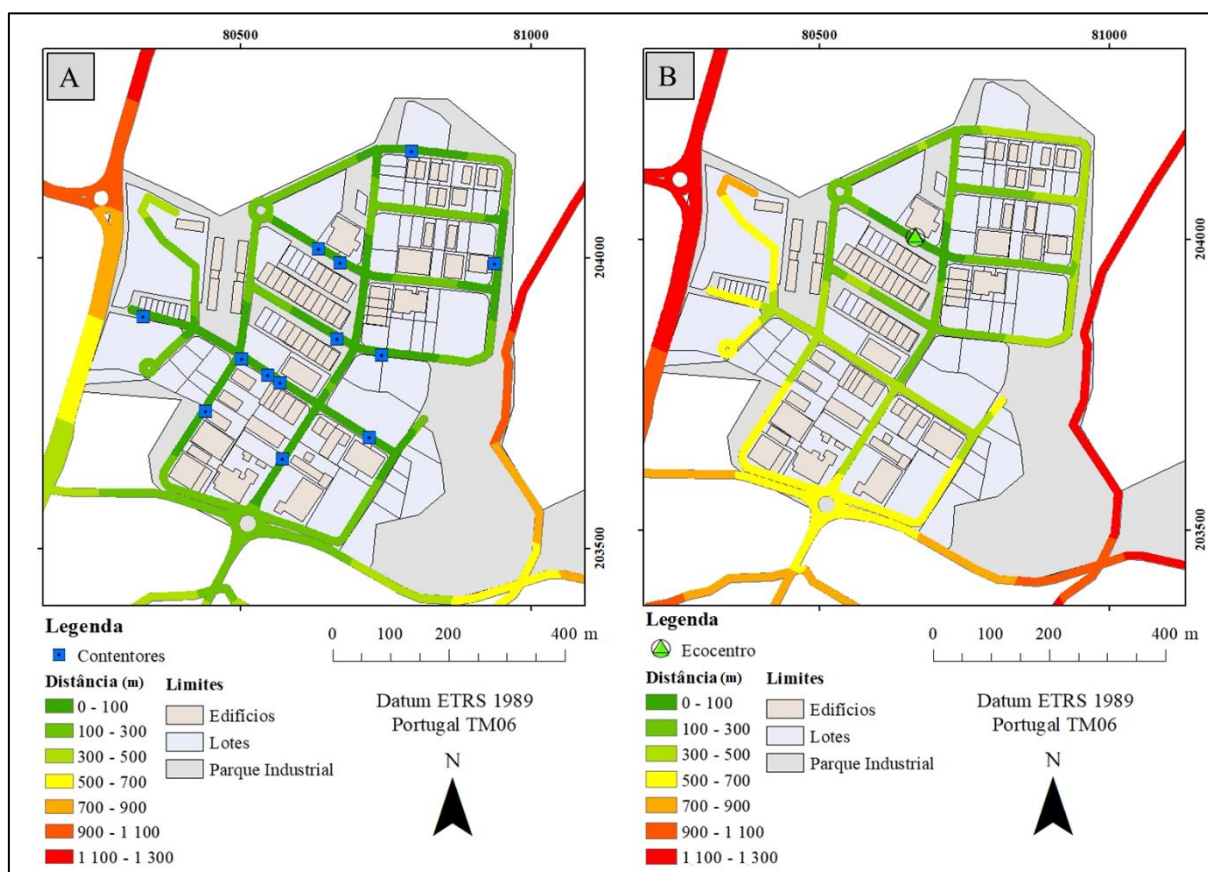 80500 81000
80500 81000
A
B
204000
204000
203500
203500
Legenda
Contentores
Distância (m)
0 - 100
100 - 300
300 - 500
500 - 700
700 - 900
900 - 1 100
1 100 - 1 300
Limites
Edifícios
Lotes
Parque Industrial
0 100 200 400 m
Datum ETRS 1989
Portugal TM06
N
Legenda
Ecocentro
Distância (m)
0 - 100
100 - 300
300 - 500
500 - 700
700 - 900
900 - 1 100
1 100 - 1 300
Limites
Edifícios
Lotes
Parque Industrial
0 100 200 400 m
Datum ETRS 1989
Portugal TM06
N